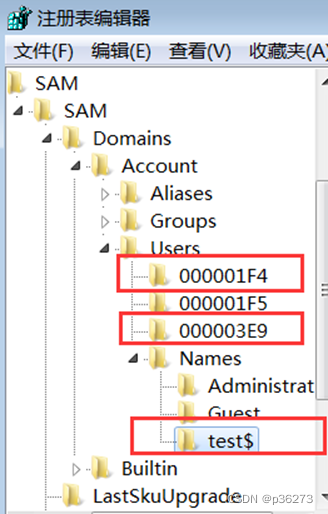 注册表编辑器
文件(F) 编辑(E) 查看(V) 收藏夹(A)
SAM
SAM
Domains
Account
Aliases
Groups
Users
000001F4
000001F5
000003E9
Names
Administrat
Guest
test$
Builtin
LastSkuUpgrade
CSDN @p36273